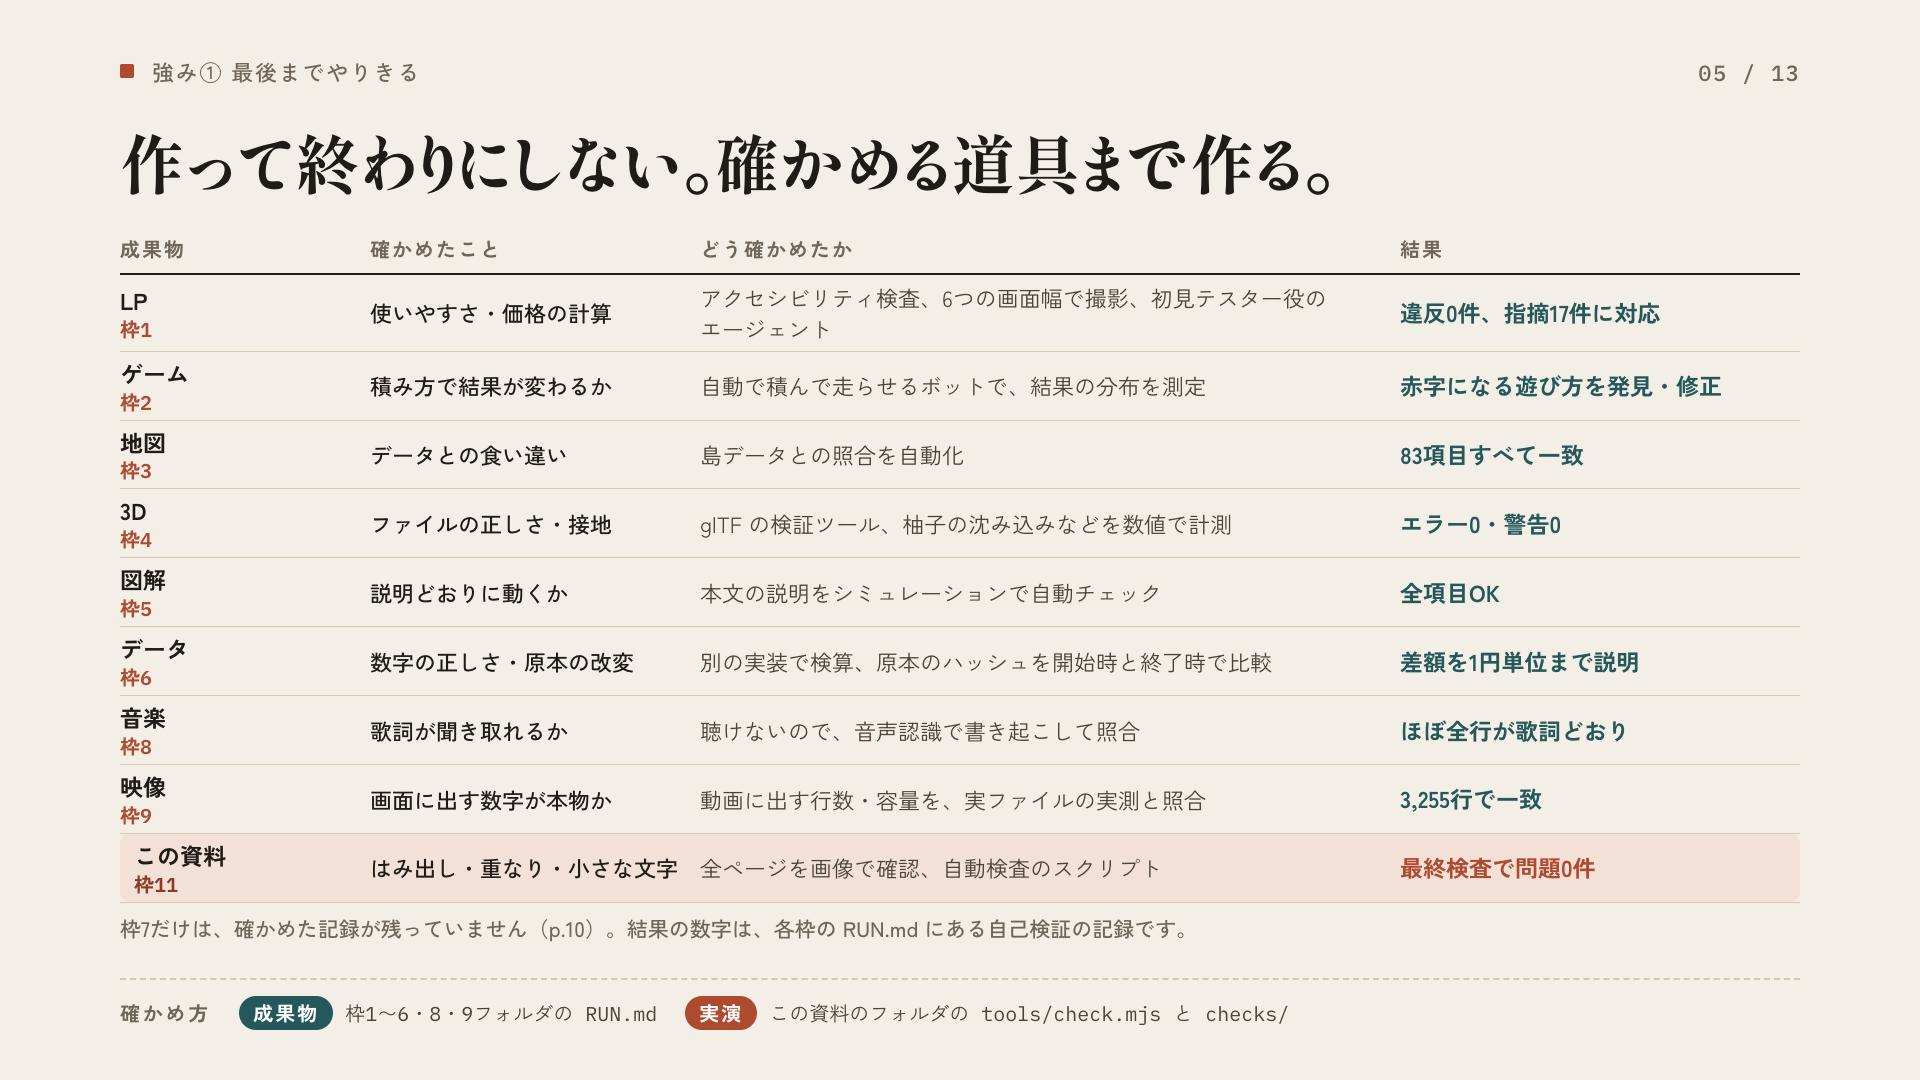 強み① 最後までやりきる
05 / 13
作って終わりにしない。確かめる道具まで作る。
成果物 確かめたこと どう確かめたか 結果
LP
枠1
使いやすさ・価格の計算
アクセシビリティ検査、6つの画面幅で撮影、初見テスター役の
エージェント
違反0件、指摘17件に対応
ゲーム
枠2
積み方で結果が変わるか
自動で積んで走らせるボットで、結果の分布を測定
赤字になる遊び方を発見・修正
地図
枠3
データとの食い違い
島データとの照合を自動化
83項目すべて一致
3D
枠4
ファイルの正しさ・接地
glTF の検証ツール、柚子の沈み込みなどを数値で計測
エラー0・警告0
図解
枠5
説明どおりに動くか
本文の説明をシミュレーションで自動チェック
全項目OK
データ
枠6
数字の正しさ・原本の改変
別の実装で検算、原本のハッシュを開始時と終了時で比較
差額を1円単位まで説明
音楽
枠8
歌詞が聞き取れるか
聴けないので、音声認識で書き起こして照合
ほぼ全行が歌詞どおり
映像
枠9
画面に出す数字が本物か
動画に出す行数・容量を、実ファイルの実測と照合
3,255行で一致
この資料
枠11
はみ出し・重なり・小さな文字
全ページを画像で確認、自動検査のスクリプト
最終検査で問題0件
枠7だけは、確かめた記録が残っていません（p.10）。結果の数字は、各枠の RUN.md にある自己検証の記録です。
確かめ方 成果物 枠1〜6・8・9フォルダの RUN.md 実演 この資料のフォルダの tools/check.mjs と checks/